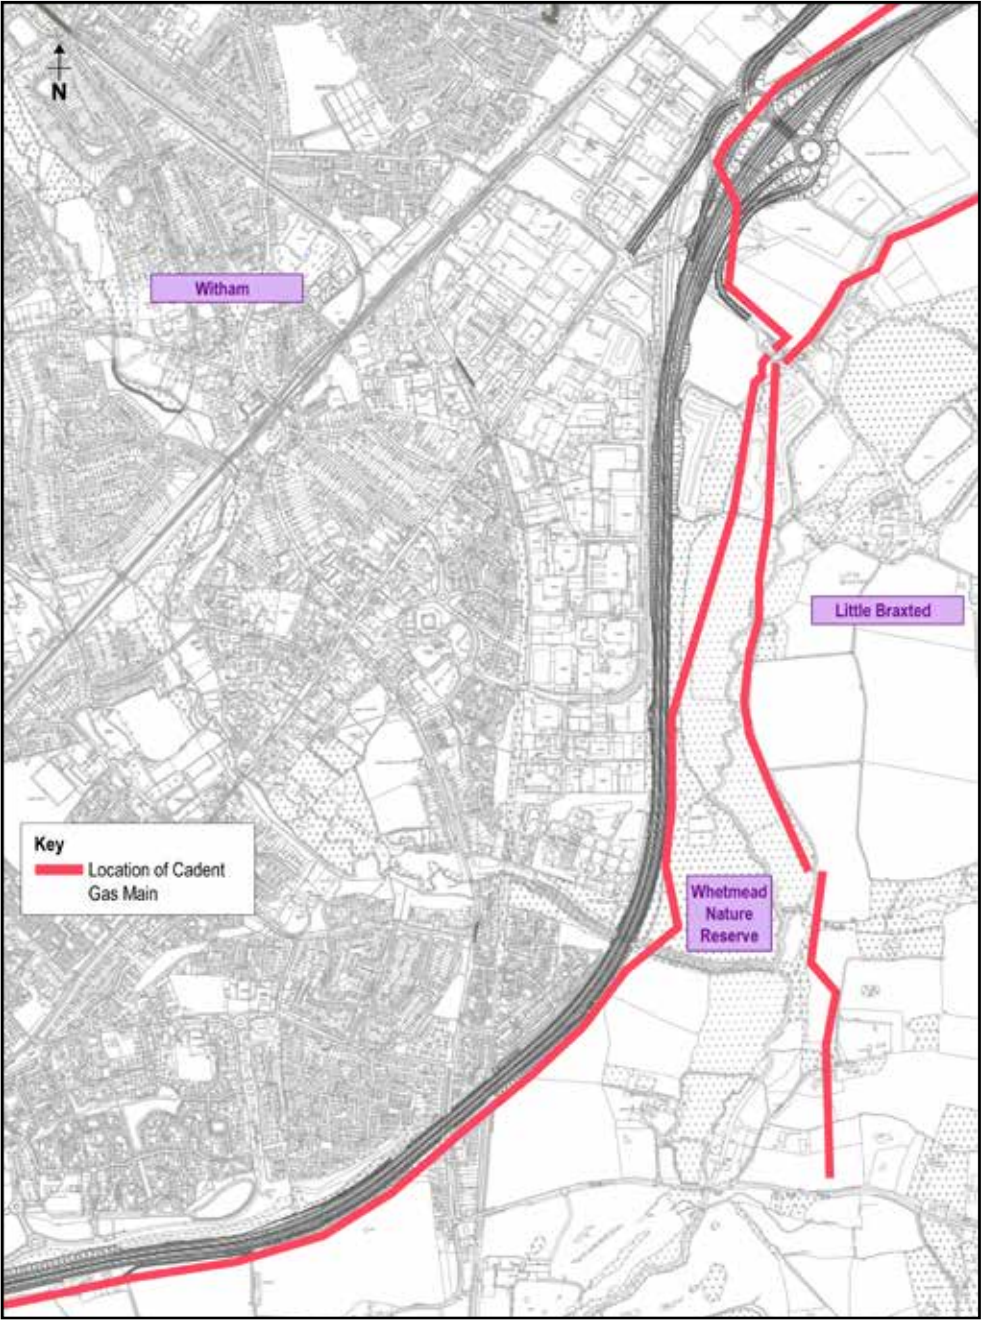 N
Witham
Little Braxted
Key
Location of Cadent
Gas Main
Whetmead
Nature
Reserve